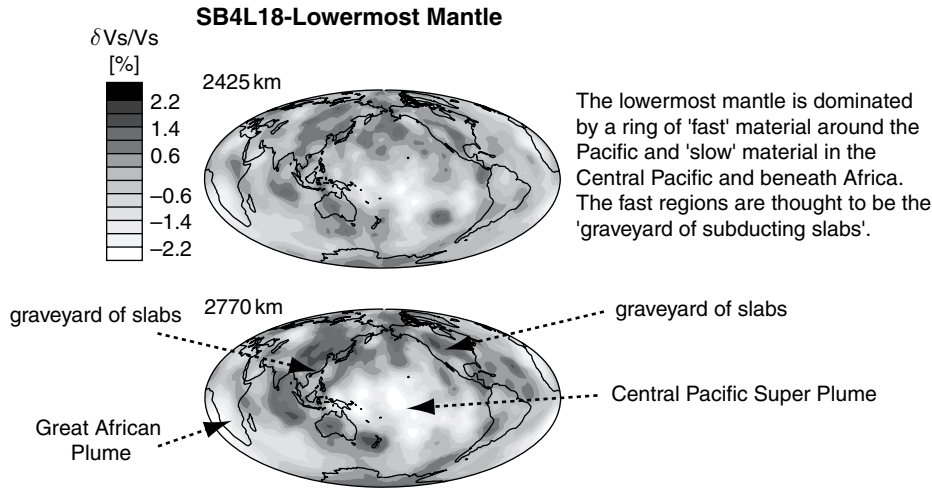 SB4L18-Lowermost Mantle
δVs/Vs
[%]
2.2
1.4
0.6
−0.6
−1.4
−2.2
2425 km
The lowermost mantle is dominated
by a ring of 'fast' material around the
Pacific and 'slow' material in the
Central Pacific and beneath Africa.
The fast regions are thought to be the
'graveyard of subducting slabs'.
2770 km
graveyard of slabs
graveyard of slabs
Central Pacific Super Plume
Great African
Plume